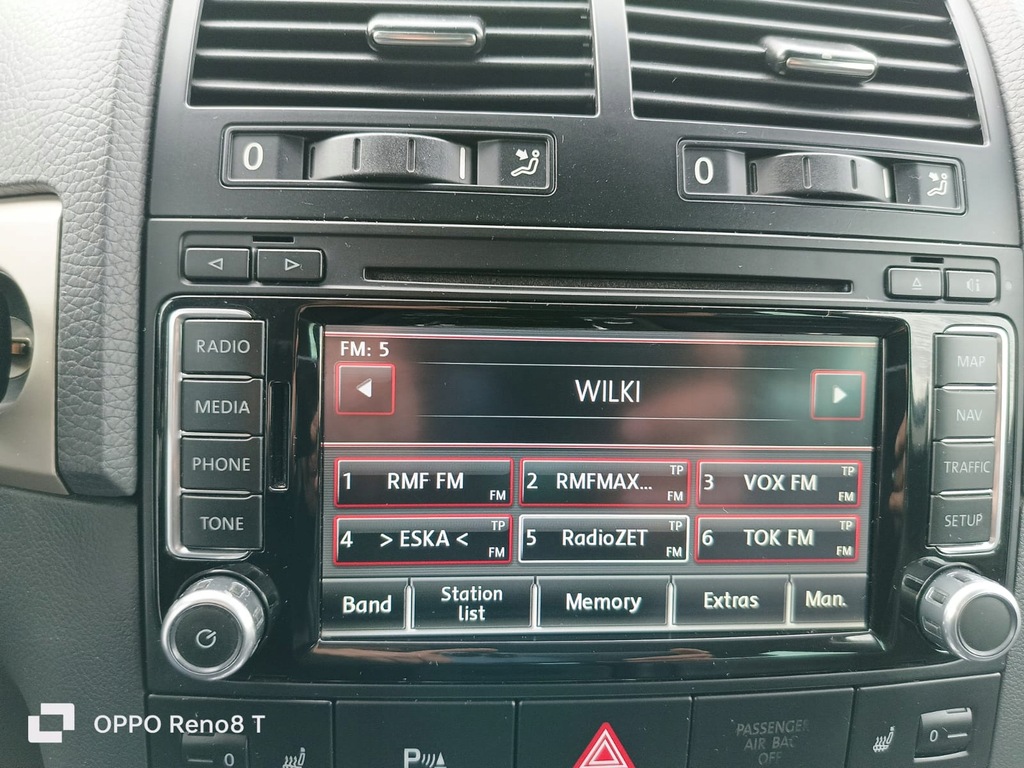 0
0
RADIO
MEDIA
PHONE
TONE
MAP
NAV
TRAFFIC
SETUP
FM: 5
WILKI
1 RMF FM FM
2 RMFMAX... TP FM
3 VOX FM TP FM
4 > ESKA < TP FM
5 RadioZET TP FM
6 TOK FM TP FM
Band
Station
list
Memory
Extras
Man.
OPPO Reno8 T
0
P
PASSENGER
AIR BAG
OFF
0